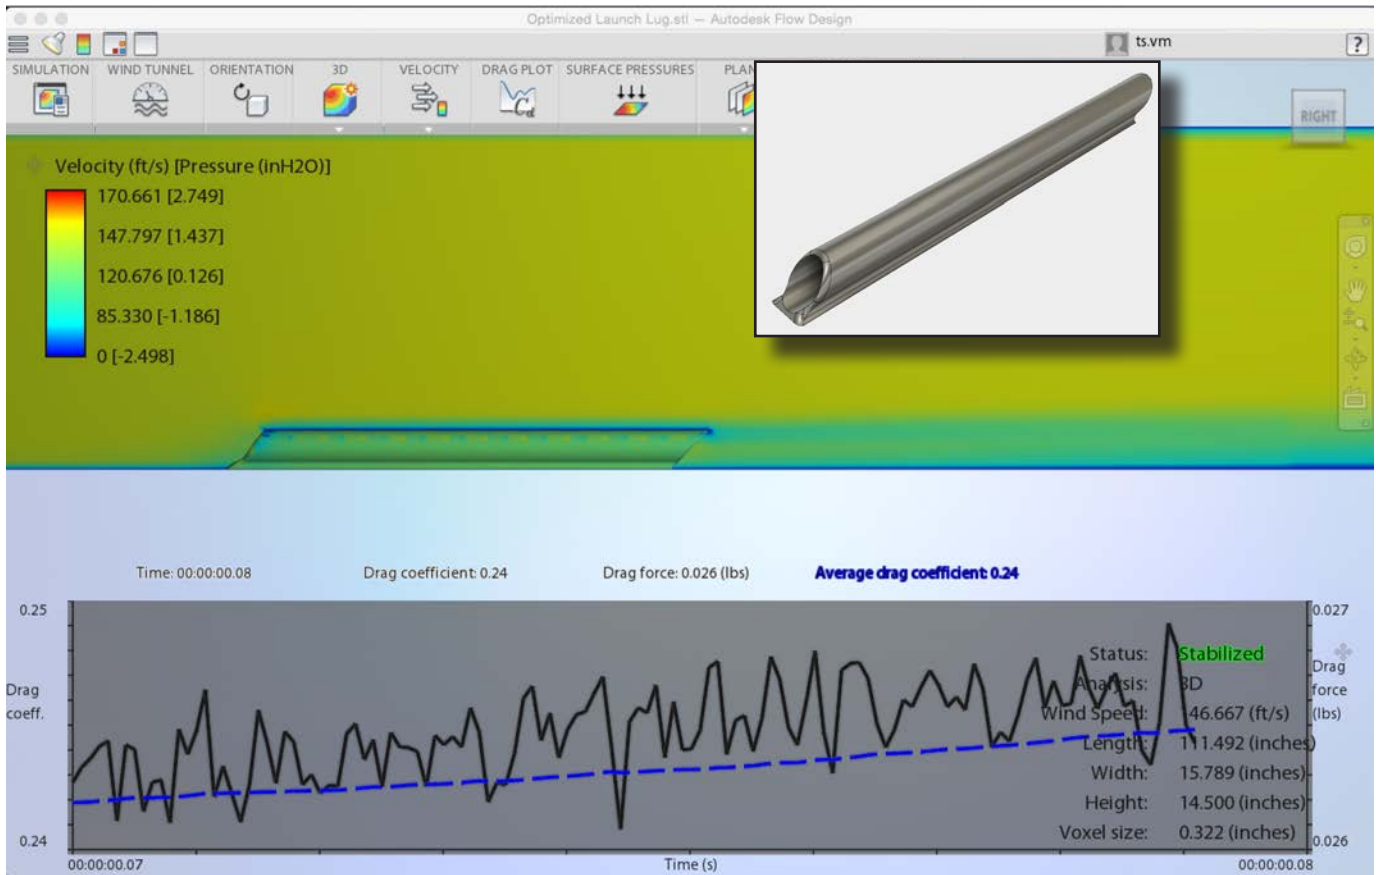 Optimized Launch Lug.stl — Autodesk Flow Design
ts.vm
?
SIMULATION WIND TUNNEL ORIENTATION 3D VELOCITY DRAG PLOT SURFACE PRESSURES
Cd
RIGHT
Velocity (ft/s) [Pressure (inH2O)]
170.661 [2.749]
147.797 [1.437]
120.676 [0.126]
85.330 [-1.186]
0 [-2.498]
Time: 00:00:00.08 Drag coefficient: 0.24 Drag force: 0.026 (lbs) Average drag coefficient: 0.24
0.25 0.027
Status: Stabilized
Drag coeff.
Drag force (lbs)
Analysis: 3D
Wind Speed: 146.667 (ft/s)
Length: 111.492 (inches)
Width: 15.789 (inches)
Height: 14.500 (inches)
Voxel size: 0.322 (inches)
0.24 0.026
00:00:00.07 Time (s) 00:00:00.08